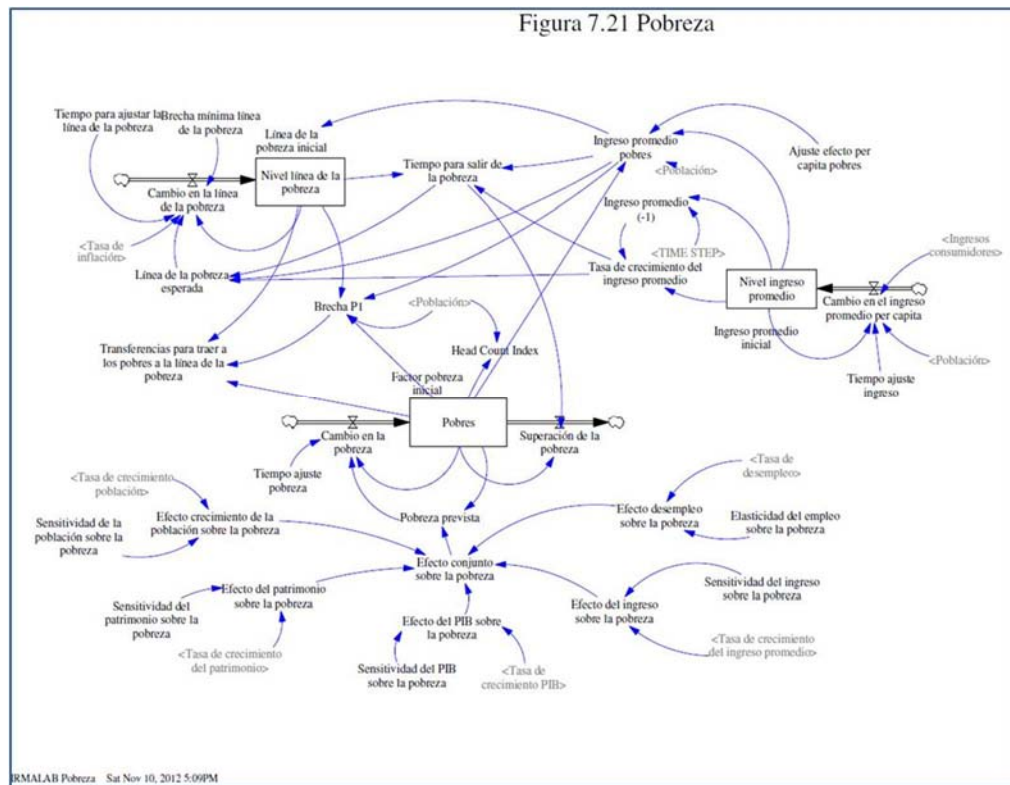 Figura 7.21 Pobreza
Tiempo para ajustar la
línea de la pobreza
Brecha mínima línea
de la pobreza
Línea de la
pobreza inicial
Nivel línea de la
pobreza
Cambio en la línea
de la pobreza
<Tasa de
inflación>
Línea de la pobreza
esperada
Tiempo para salir de
la pobreza
Ingreso promedio
pobres
<Población>
Ajuste efecto per
capita pobres
Ingreso promedio
(-1)
<TIME STEP>
Tasa de crecimiento del
ingreso promedio
<Ingresos
consumidores>
Nivel ingreso
promedio
Cambio en el ingreso
promedio per capita
Ingreso promedio
inicial
<Población>
Tiempo ajuste
ingreso
Brecha P1
<Población>
Head Count Index
Transferencias para traer a
los pobres a la línea de la
pobreza
Factor pobreza
inicial
Pobres
Cambio en la
pobreza
Superación de la
pobreza
Tiempo ajuste
pobreza
<Tasa de crecimiento
población>
Sensitividad de la
población sobre la
pobreza
Efecto crecimiento de la
población sobre la pobreza
Pobreza prevista
<Tasa de
desempleo>
Efecto desempleo
sobre la pobreza
Elasticidad del empleo
sobre la pobreza
Efecto conjunto
sobre la pobreza
Efecto del patrimonio
sobre la pobreza
Sensitividad del
patrimonio sobre la
pobreza
<Tasa de crecimiento
del patrimonio>
Efecto del PIB sobre
la pobreza
Sensitividad del PIB
sobre la pobreza
<Tasa de
crecimiento PIB>
Efecto del ingreso
sobre la pobreza
Sensitividad del ingreso
sobre la pobreza
<Tasa de crecimiento
del ingreso promedio>
IRMALAB Pobreza Sat Nov 10, 2012 5:09PM